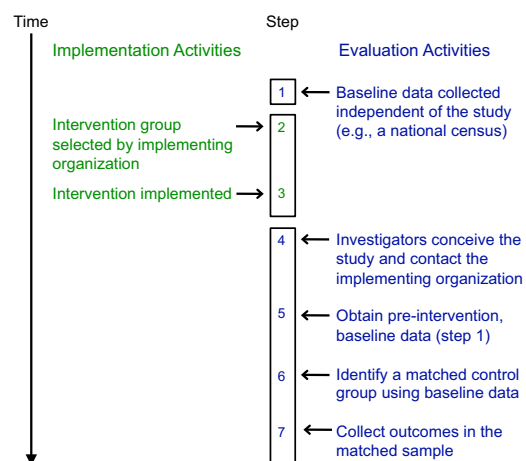 Time
Step
Implementation Activities
Evaluation Activities
1
Baseline data collected
independent of the study
(e.g., a national census)
Intervention group
selected by implementing
organization
2
Intervention implemented
3
4
Investigators conceive the
study and contact the
implementing organization
5
Obtain pre-intervention,
baseline data (step 1)
6
Identify a matched control
group using baseline data
7
Collect outcomes in the
matched sample